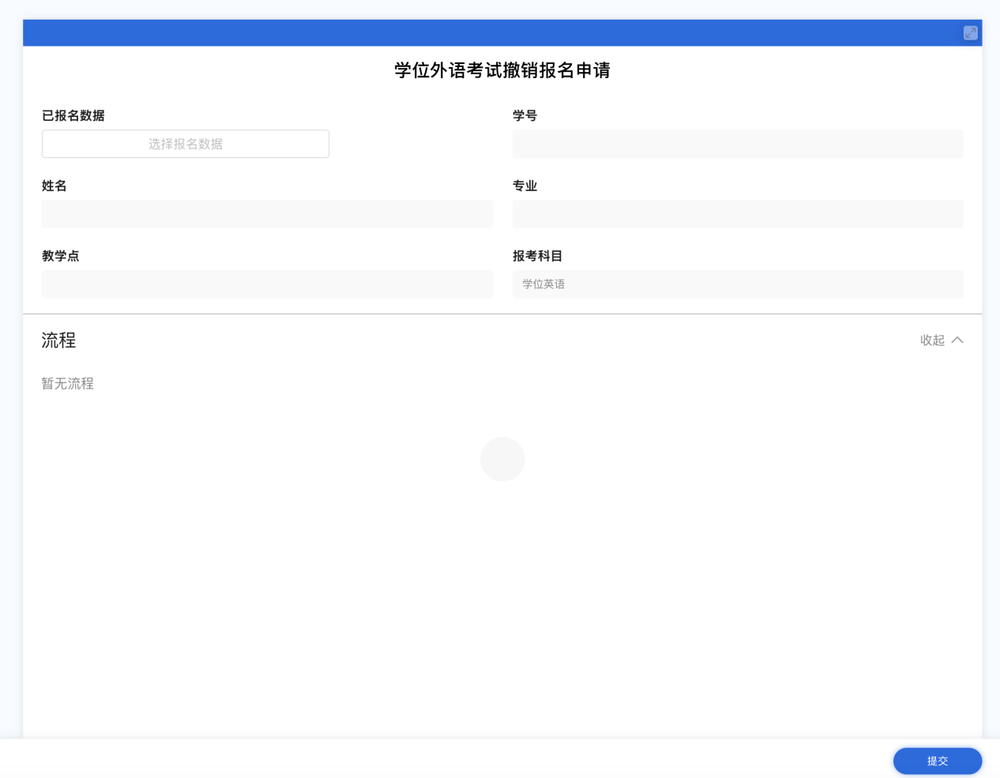 学位外语考试撤销报名申请
已报名数据
学号
选择报名数据
姓名
专业
教学点
报考科目
学位英语
流程
收起
暂无流程
提交